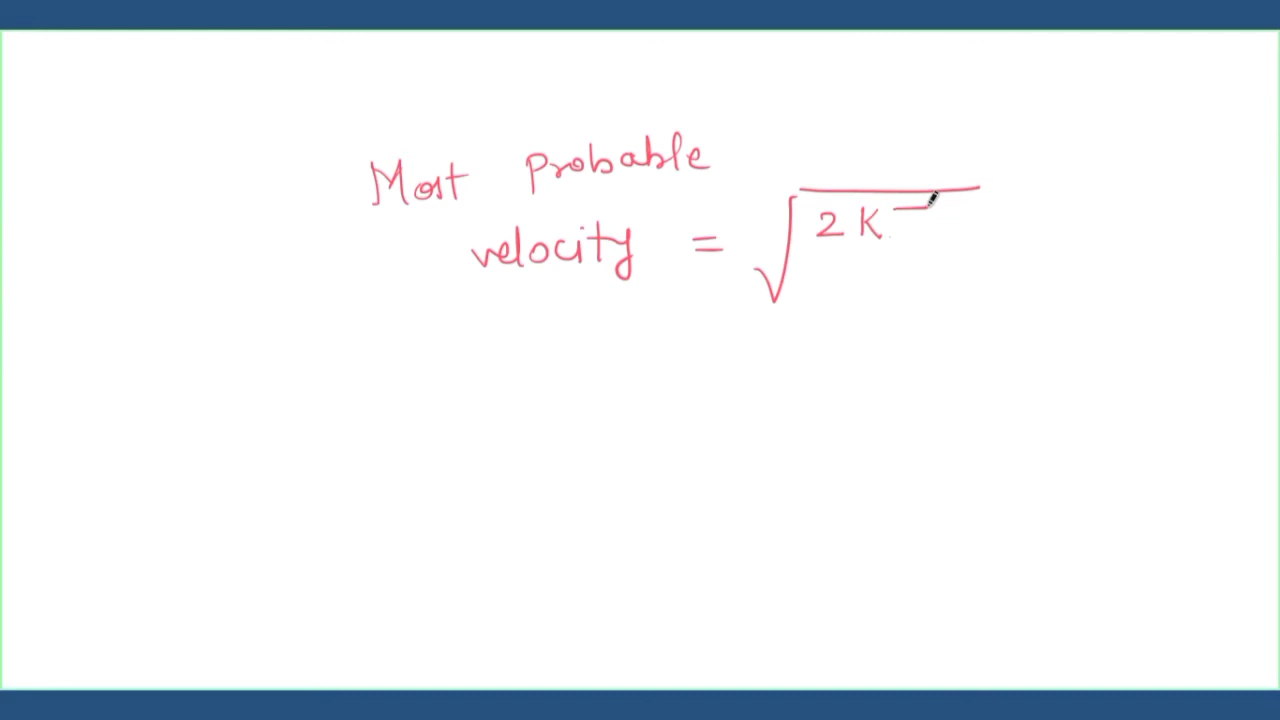 Most Probable
velocity = √2K